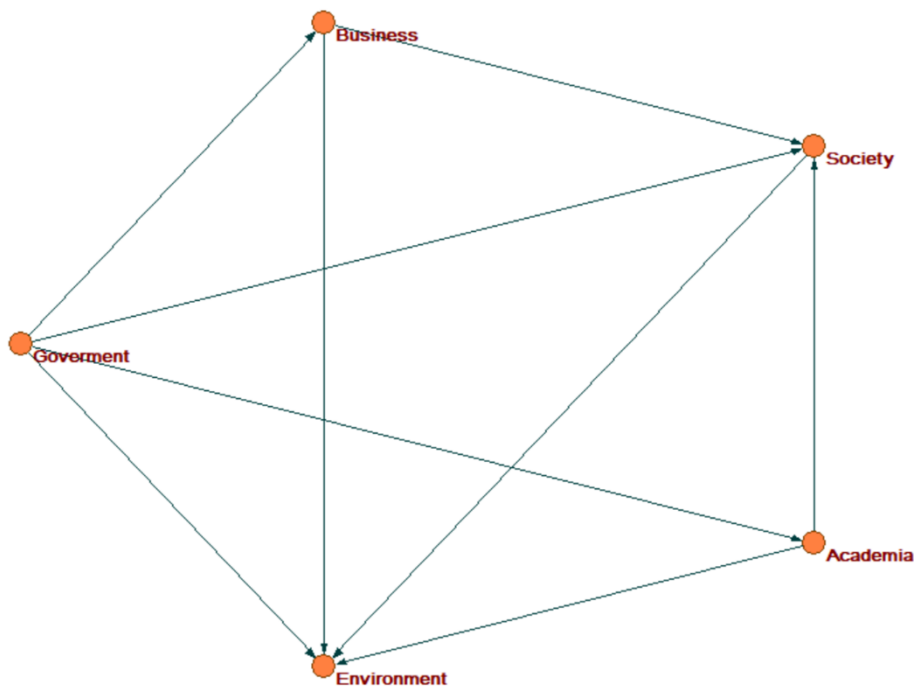 Business
Society
Goverment
Academia
Environment